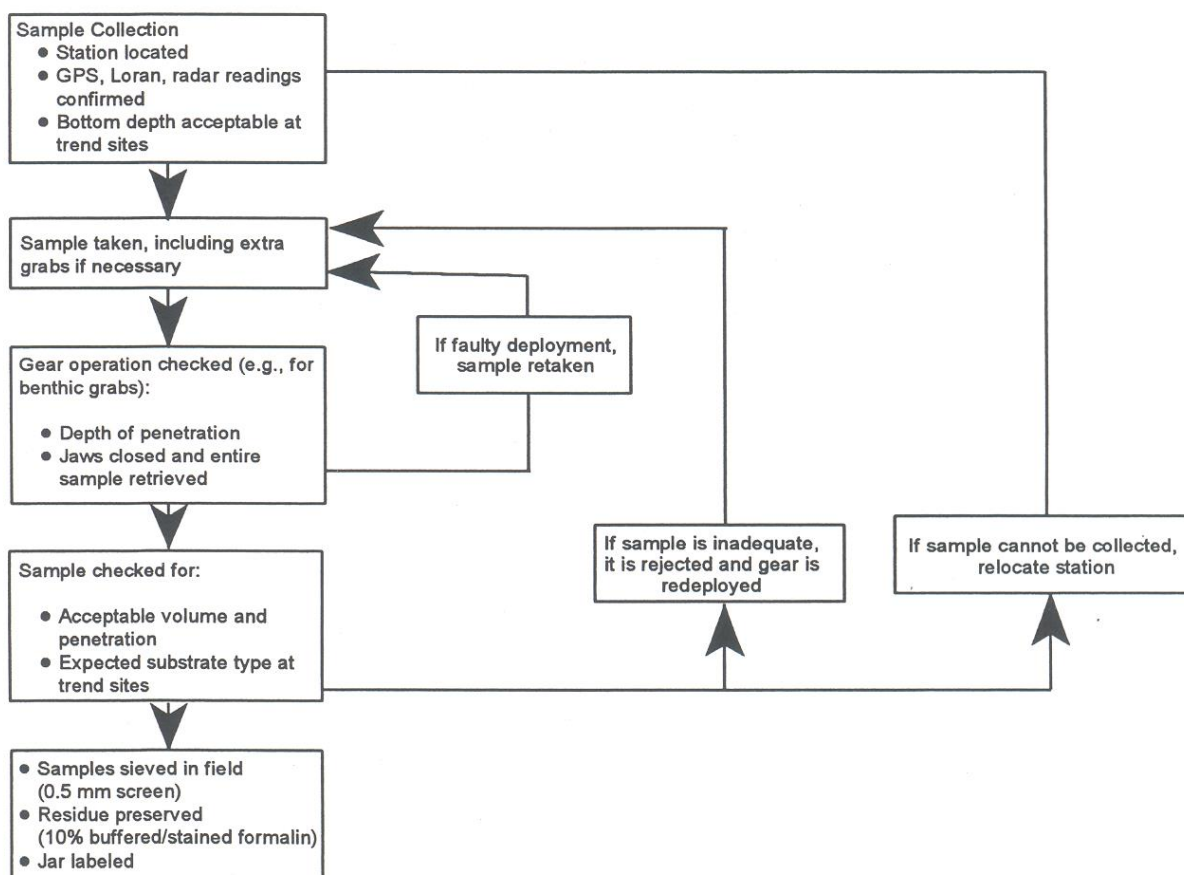 Sample Collection
● Station located
● GPS, Loran, radar readings
confirmed
● Bottom depth acceptable at
trend sites
Sample taken, including extra
grabs if necessary
If faulty deployment,
sample retaken
Gear operation checked (e.g., for
benthic grabs):
● Depth of penetration
● Jaws closed and entire
sample retrieved
If sample is inadequate,
it is rejected and gear is
redeployed
If sample cannot be collected,
relocate station
Sample checked for:
● Acceptable volume and
penetration
● Expected substrate type at
trend sites
● Samples sieved in field
(0.5 mm screen)
● Residue preserved
(10% buffered/stained formalin)
● Jar labeled